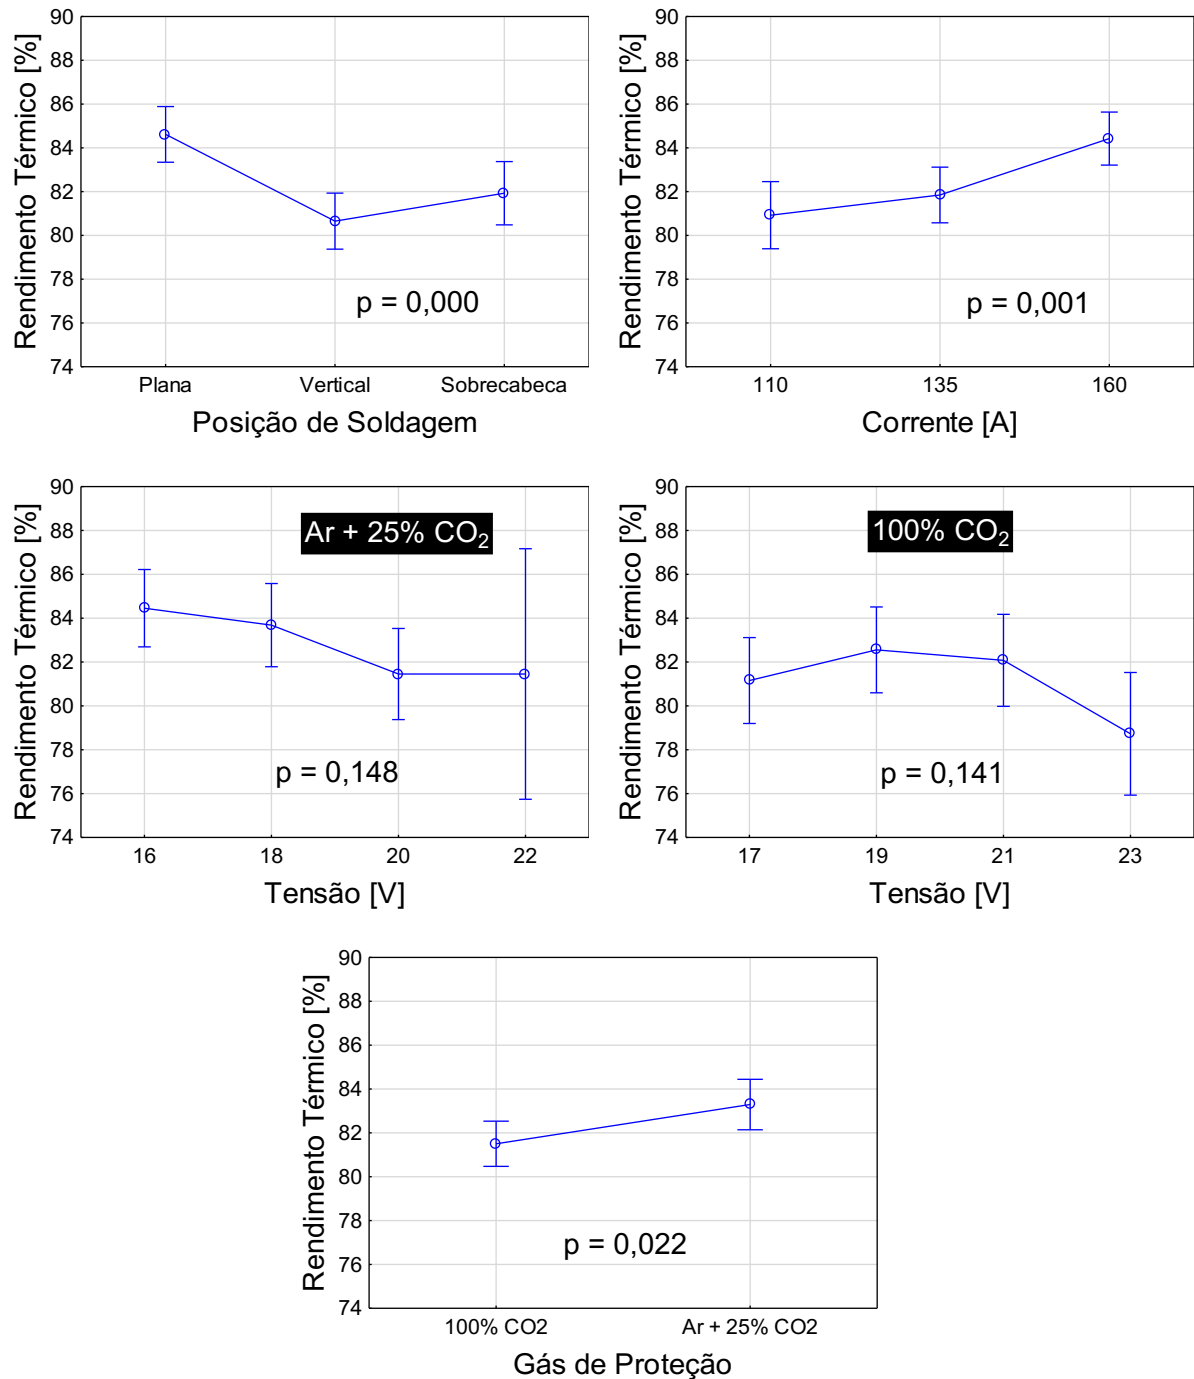 Rendimento Térmico [%]
90
88
86
84
82
80
78
76
74
p = 0,000
Plana Vertical Sobrecabeca
Posição de Soldagem
Rendimento Térmico [%]
90
88
86
84
82
80
78
76
74
p = 0,001
110 135 160
Corrente [A]
Rendimento Térmico [%]
90
88
86
84
82
80
78
76
74
Ar + 25% CO₂
p = 0,148
16 18 20 22
Tensão [V]
Rendimento Térmico [%]
90
88
86
84
82
80
78
76
74
100% CO₂
p = 0,141
17 19 21 23
Tensão [V]
Rendimento Térmico [%]
90
88
86
84
82
80
78
76
74
p = 0,022
100% CO2 Ar + 25% CO2
Gás de Proteção